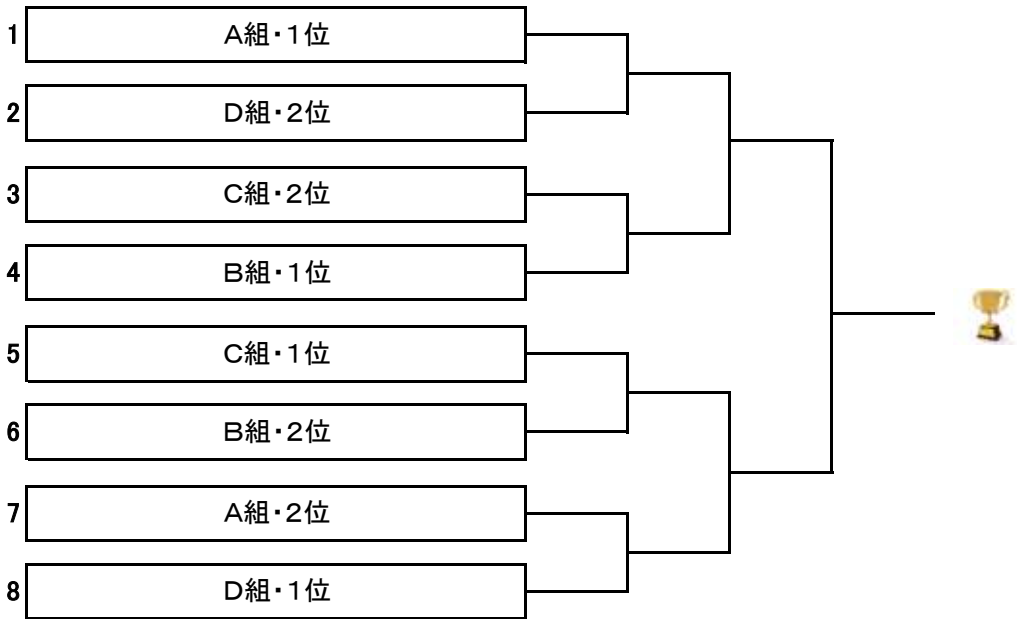 1 A組・1位
2 D組・2位
3 C組・2位
4 B組・1位
5 C組・1位
6 B組・2位
7 A組・2位
8 D組・1位